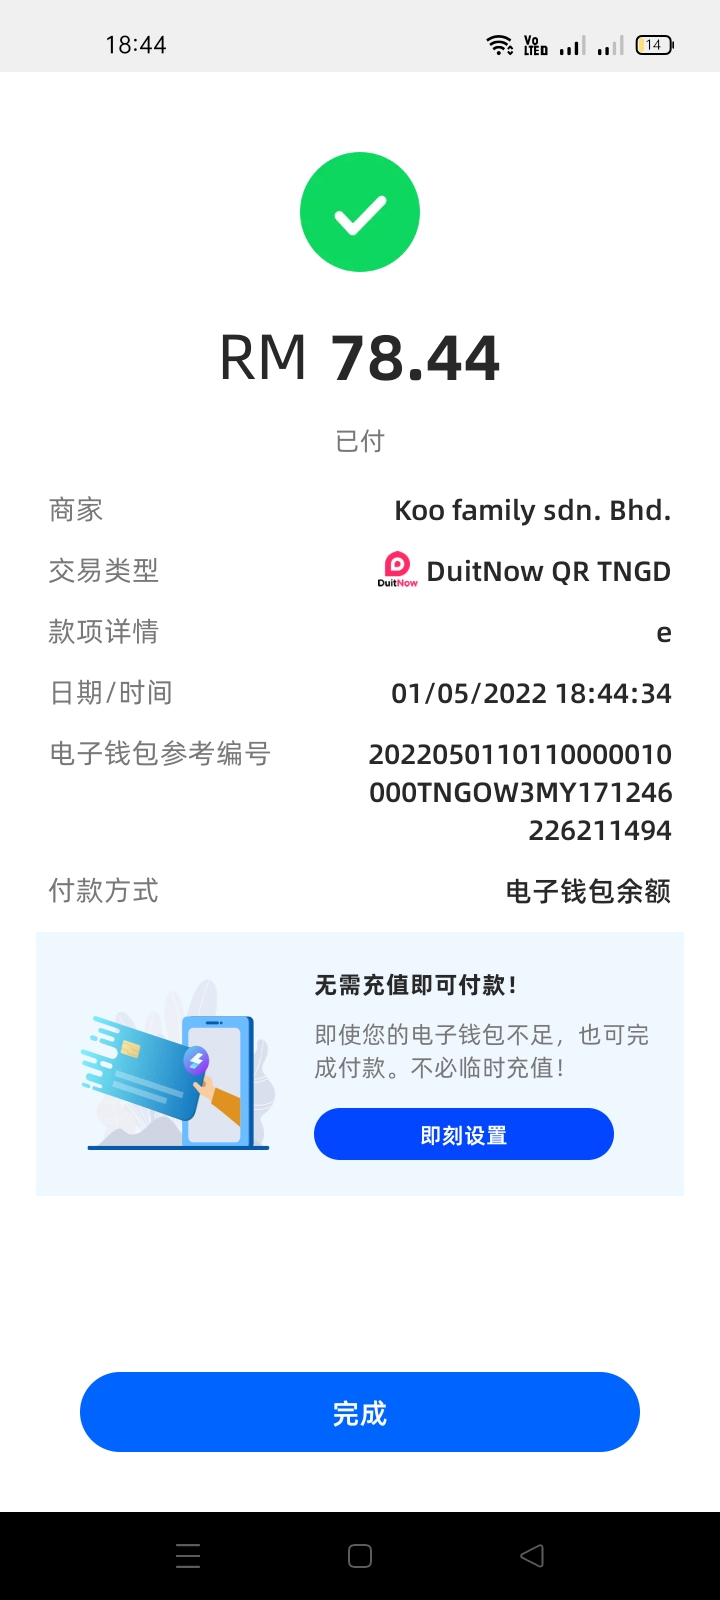 18:44
Vo LTED 14
RM 78.44
已付
商家 Koo family sdn. Bhd.
交易类型 DuitNow DuitNow QR TNGD
款项详情 e
日期/时间 01/05/2022 18:44:34
电子钱包参考编号 2022050110110000010
000TNGOW3MY171246
226211494
付款方式 电子钱包余额
无需充值即可付款！
即使您的电子钱包不足，也可完
成付款。不必临时充值！
即刻设置
完成